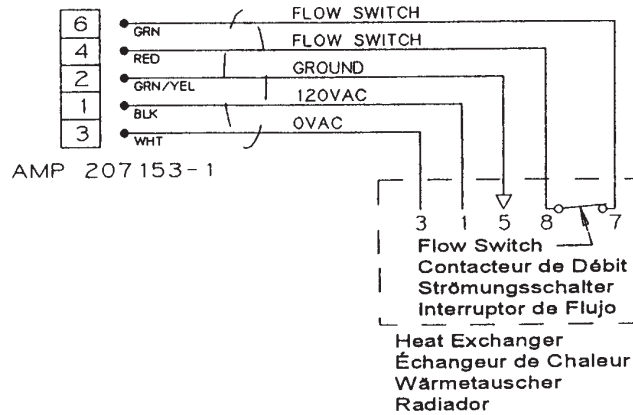 6 GRN FLOW SWITCH
4 RED FLOW SWITCH
2 GRN/YEL GROUND
1 BLK 120VAC
3 WHT 0VAC
AMP 207153-1
3 1 5 8 7
Flow Switch
Contacteur de Débit
Strömungsschalter
Interruptor de Flujo
Heat Exchanger
Échangeur de Chaleur
Wärmetauscher
Radiador